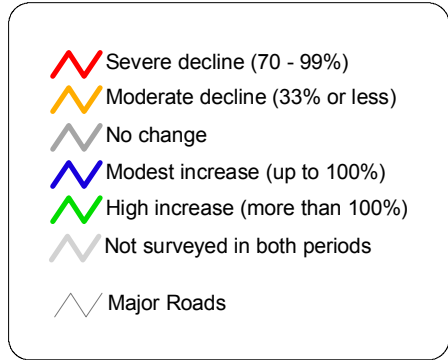 Severe decline (70 - 99%)
Moderate decline (33% or less)
No change
Modest increase (up to 100%)
High increase (more than 100%)
Not surveyed in both periods
Major Roads